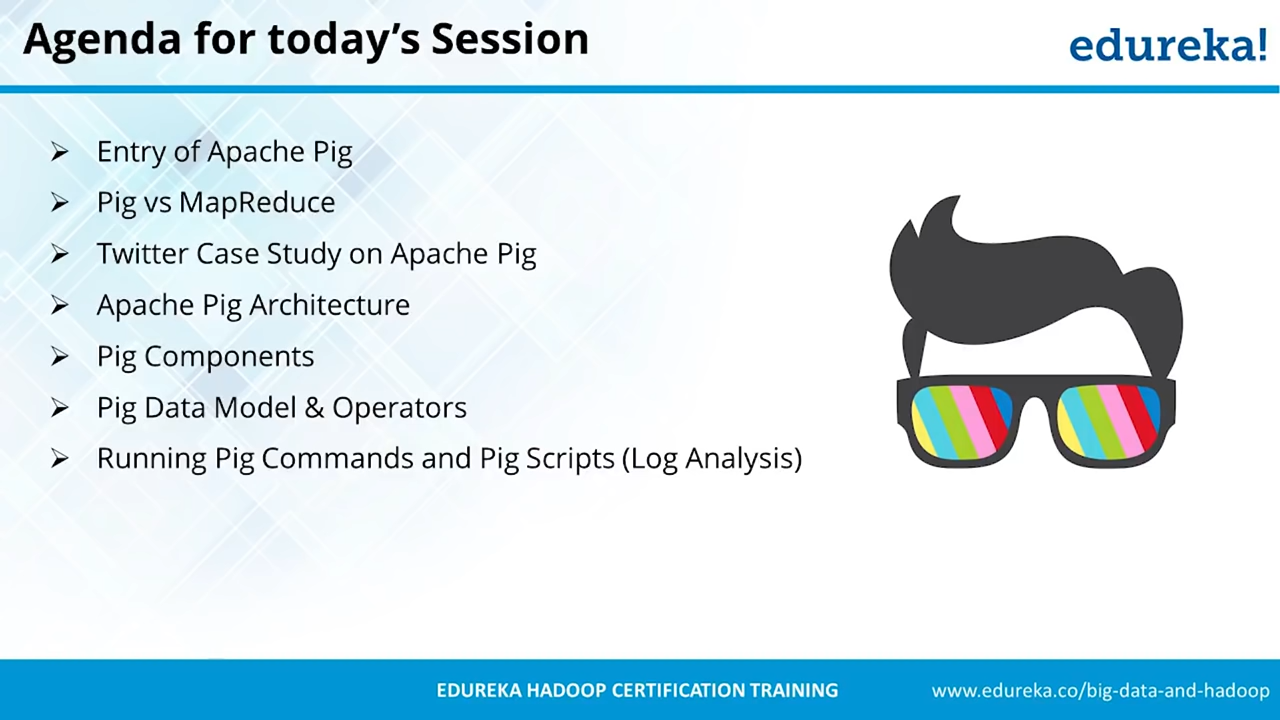 Agenda for today's Session
edureka!
Entry of Apache Pig
Pig vs MapReduce
Twitter Case Study on Apache Pig
Apache Pig Architecture
Pig Components
Pig Data Model & Operators
Running Pig Commands and Pig Scripts (Log Analysis)
EDUREKA HADOOP CERTIFICATION TRAINING
www.edureka.co/big-data-and-hadoop